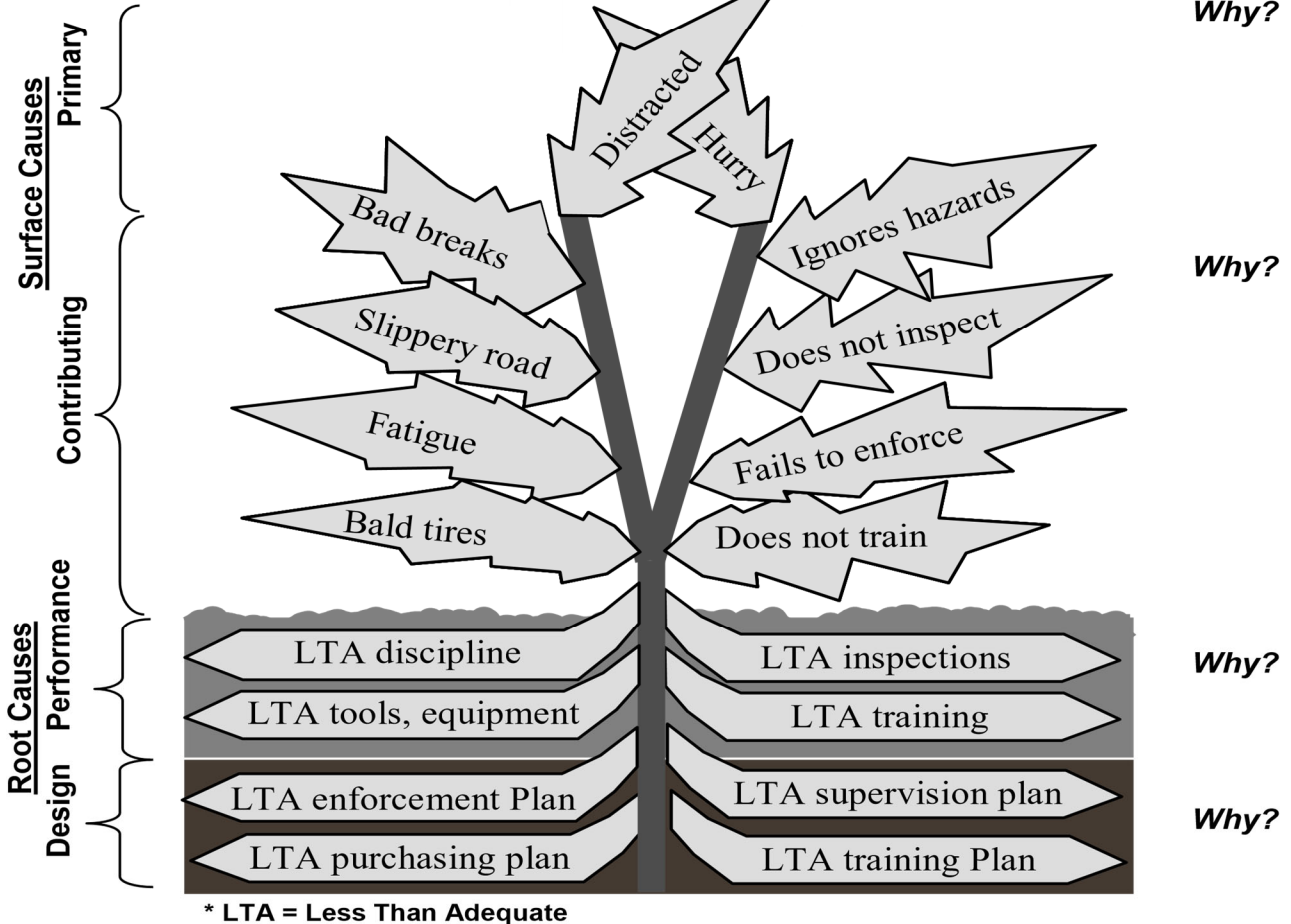 Why?
Surface Causes
Primary
Distracted
Hurry
Bad breaks
Ignores hazards
Why?
Contributing
Slippery road
Does not inspect
Fatigue
Fails to enforce
Bald tires
Does not train
Root Causes
Performance
LTA discipline
LTA inspections
Why?
LTA tools, equipment
LTA training
Design
LTA enforcement Plan
LTA supervision plan
Why?
LTA purchasing plan
LTA training Plan
* LTA = Less Than Adequate